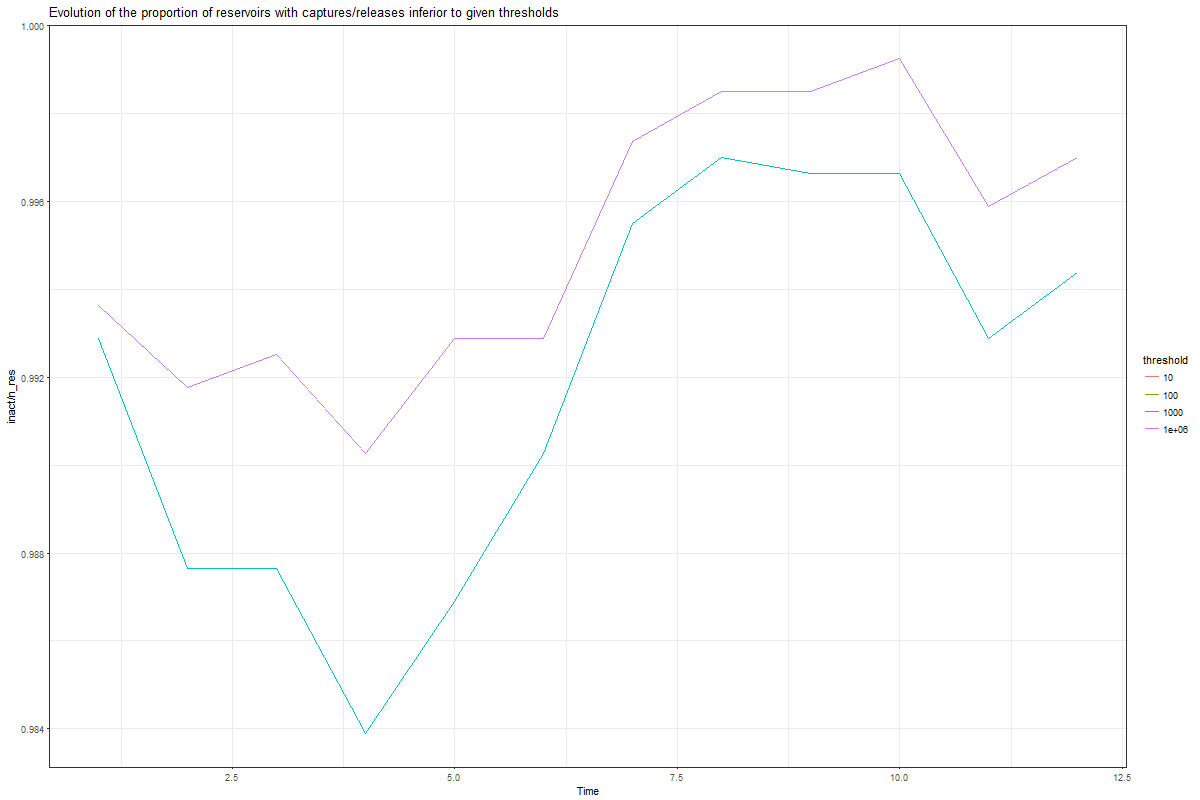 Evolution of the proportion of reservoirs with captures/releases inferior to given thresholds
1.000
0.996
0.992
0.988
0.984
inact/n_res
2.5
5.0
7.5
10.0
12.5
Time
threshold
10
100
1000
1e+06